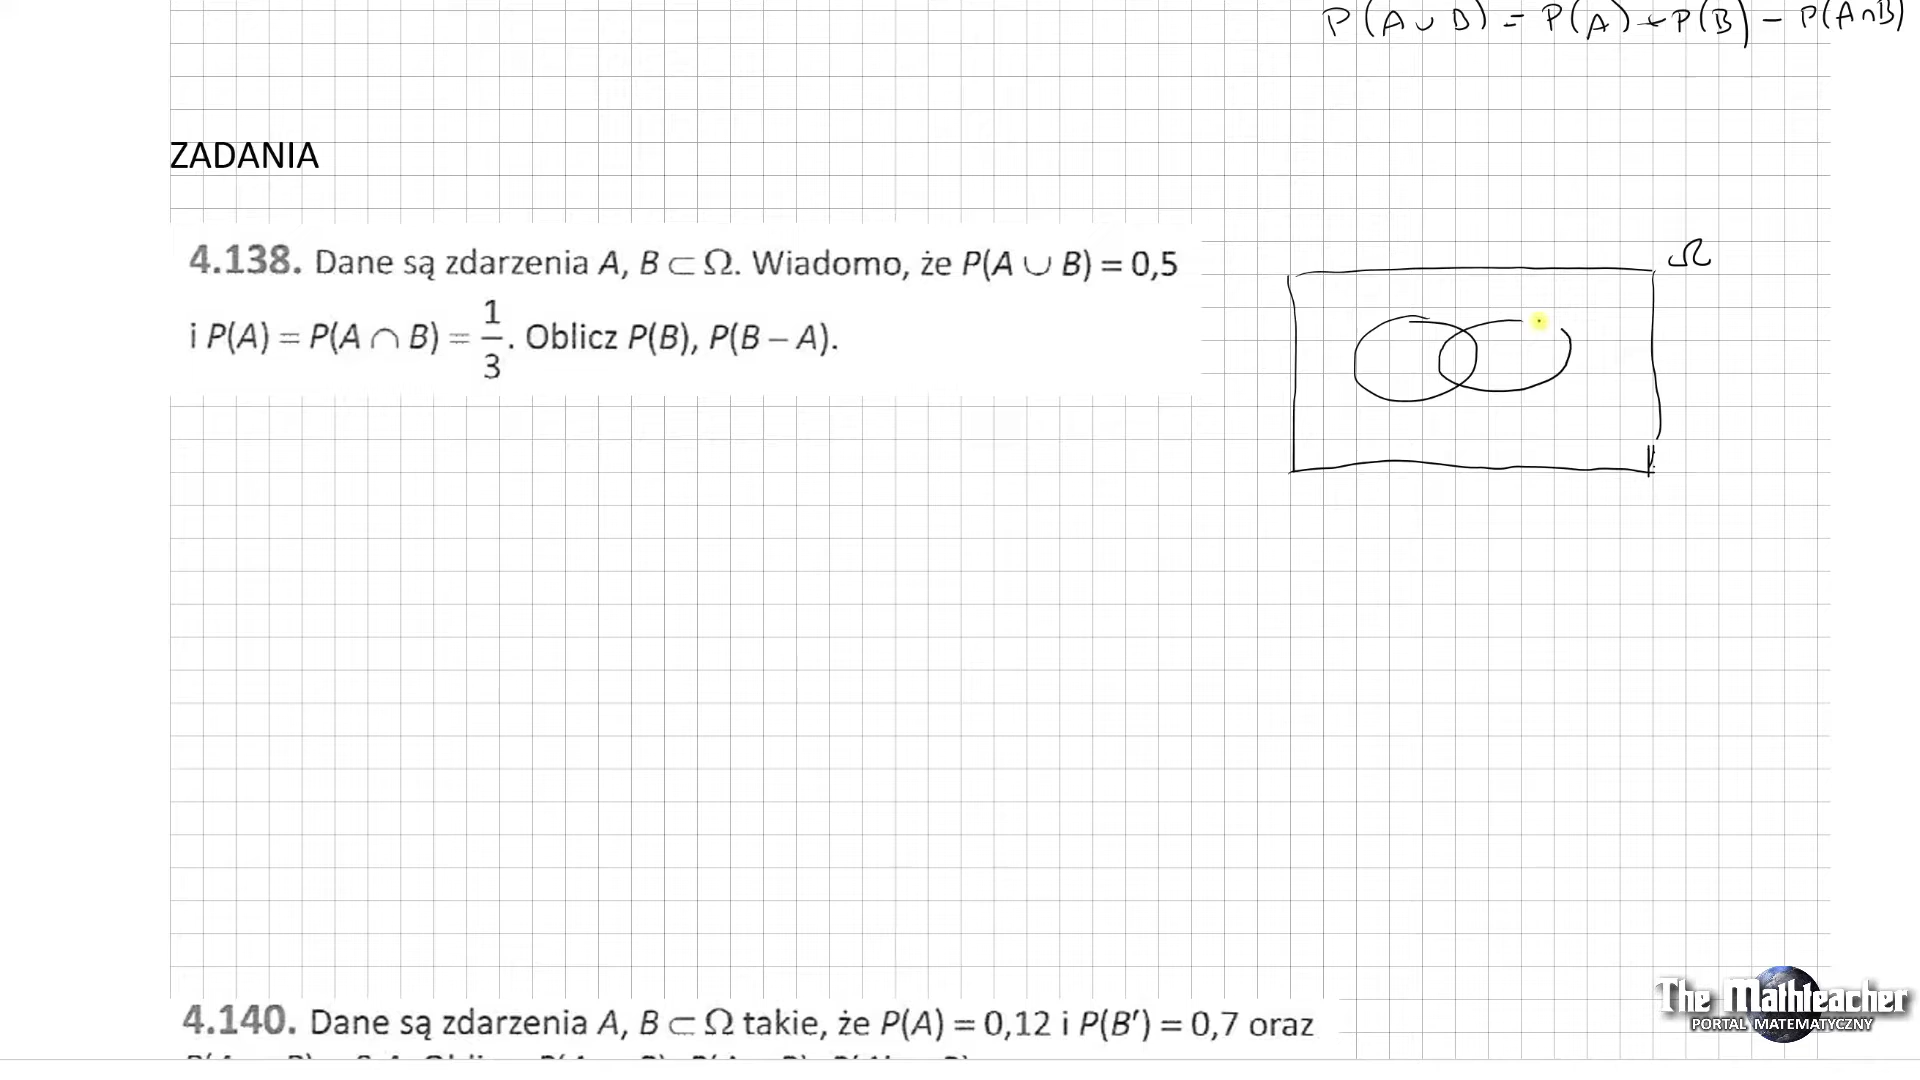 P(A ∪ B) = P(A) + P(B) − P(A∩B)
ZADANIA
4.138. Dane są zdarzenia A, B ⊂ Ω. Wiadomo, że P(A ∪ B) = 0,5
i P(A) = P(A ∩ B) = 1/3. Oblicz P(B), P(B – A).
Ω
4.140. Dane są zdarzenia A, B ⊂ Ω takie, że P(A) = 0,12 i P(B′) = 0,7 oraz
The Mathteacher
PORTAL MATEMATYCZNY